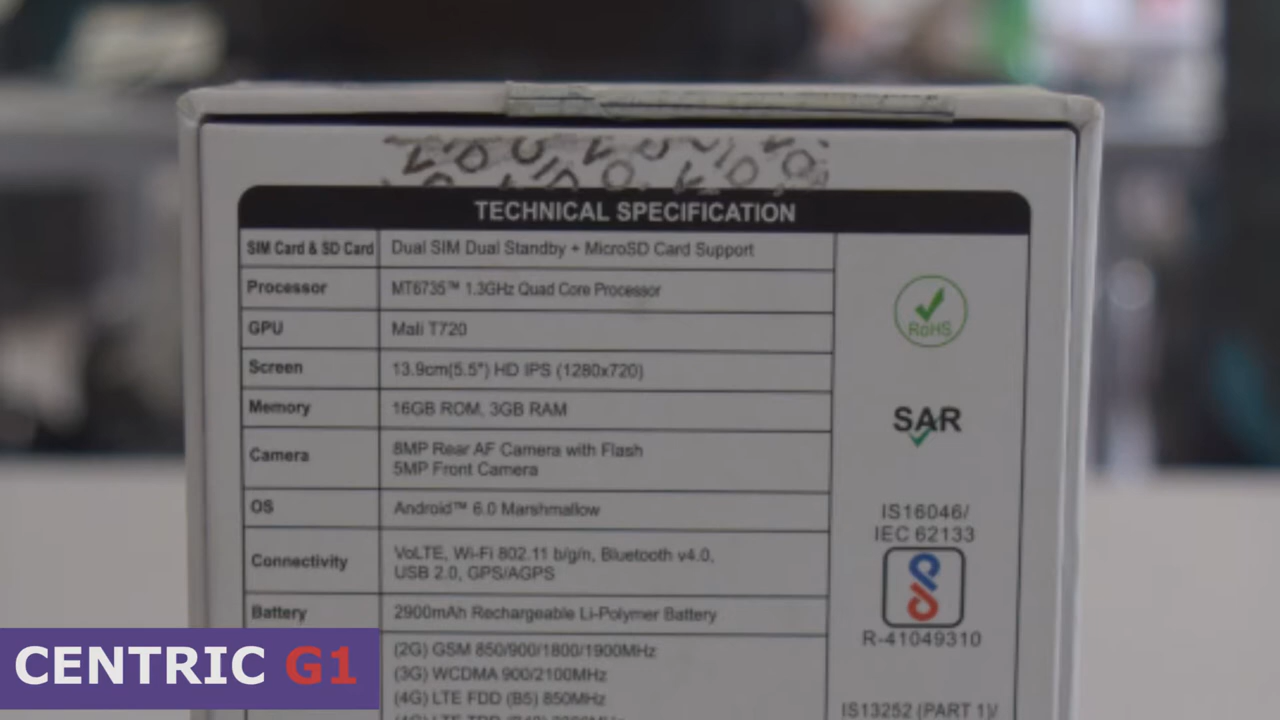 TECHNICAL SPECIFICATION
SIM Card & SD Card Dual SIM Dual Standby + MicroSD Card Support
Processor MT6735™ 1.3GHz Quad Core Processor
GPU Mali T720
Screen 13.9cm(5.5") HD IPS (1280x720)
Memory 16GB ROM, 3GB RAM
Camera 8MP Rear AF Camera with Flash
5MP Front Camera
OS Android™ 6.0 Marshmallow
Connectivity VoLTE, Wi-Fi 802.11 b/g/n, Bluetooth v4.0,
USB 2.0, GPS/AGPS
Battery 2900mAh Rechargeable Li-Polymer Battery
(2G) GSM 850/900/1800/1900MHz
(3G) WCDMA 900/2100MHz
(4G) LTE FDD (B5) 850MHz
(4G) LTE TDD
RoHS
SAR
IS16046/
IEC 62133
R-41049310
IS13252 (PART 1)/
CENTRIC G1